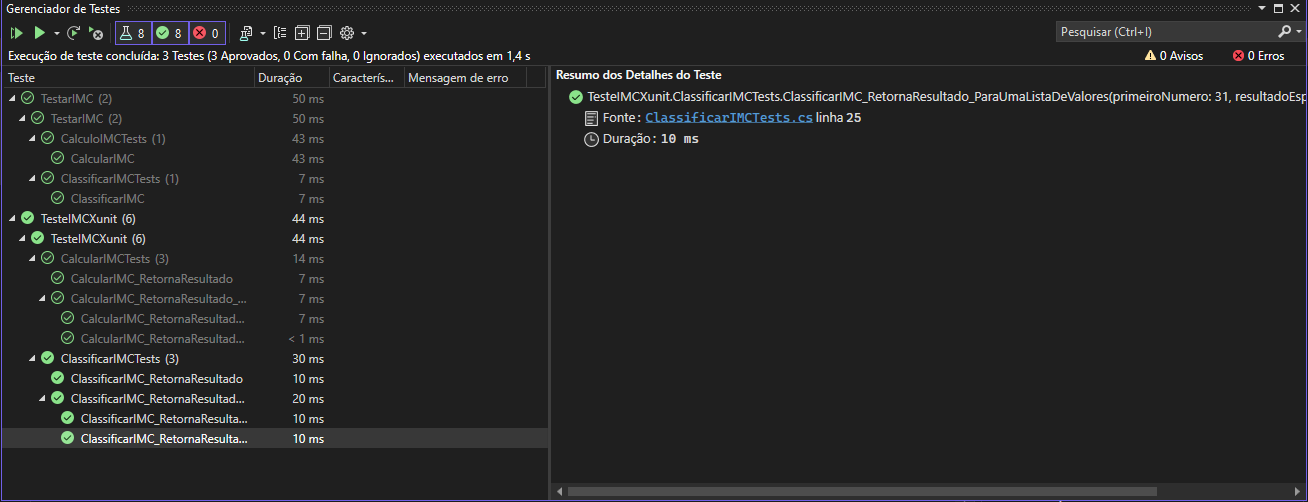 Gerenciador de Testes
8 8 0
Pesquisar (Ctrl+I)
Execução de teste concluída: 3 Testes (3 Aprovados, 0 Com falha, 0 Ignorados) executados em 1,4 s
0 Avisos 0 Erros
Teste Duração Caracterís... Mensagem de erro
TestarIMC (2) 50 ms
TestarIMC (2) 50 ms
CalculoIMCTests (1) 43 ms
CalcularIMC 43 ms
ClassificarIMCTests (1) 7 ms
ClassificarIMC 7 ms
TesteIMCXunit (6) 44 ms
TesteIMCXunit (6) 44 ms
CalcularIMCTests (3) 14 ms
CalcularIMC_RetornaResultado 7 ms
CalcularIMC_RetornaResultado_... 7 ms
CalcularIMC_RetornaResultad... 7 ms
CalcularIMC_RetornaResultad... < 1 ms
ClassificarIMCTests (3) 30 ms
ClassificarIMC_RetornaResultado 10 ms
ClassificarIMC_RetornaResultad... 20 ms
ClassificarIMC_RetornaResulta... 10 ms
ClassificarIMC_RetornaResulta... 10 ms
Resumo dos Detalhes do Teste
TesteIMCXunit.ClassificarIMCTests.ClassificarIMC_RetornaResultado_ParaUmaListaDeValores(primeiroNumero: 31, resultadoEsp
Fonte: ClassificarIMCTests.cs linha 25
Duração: 10 ms